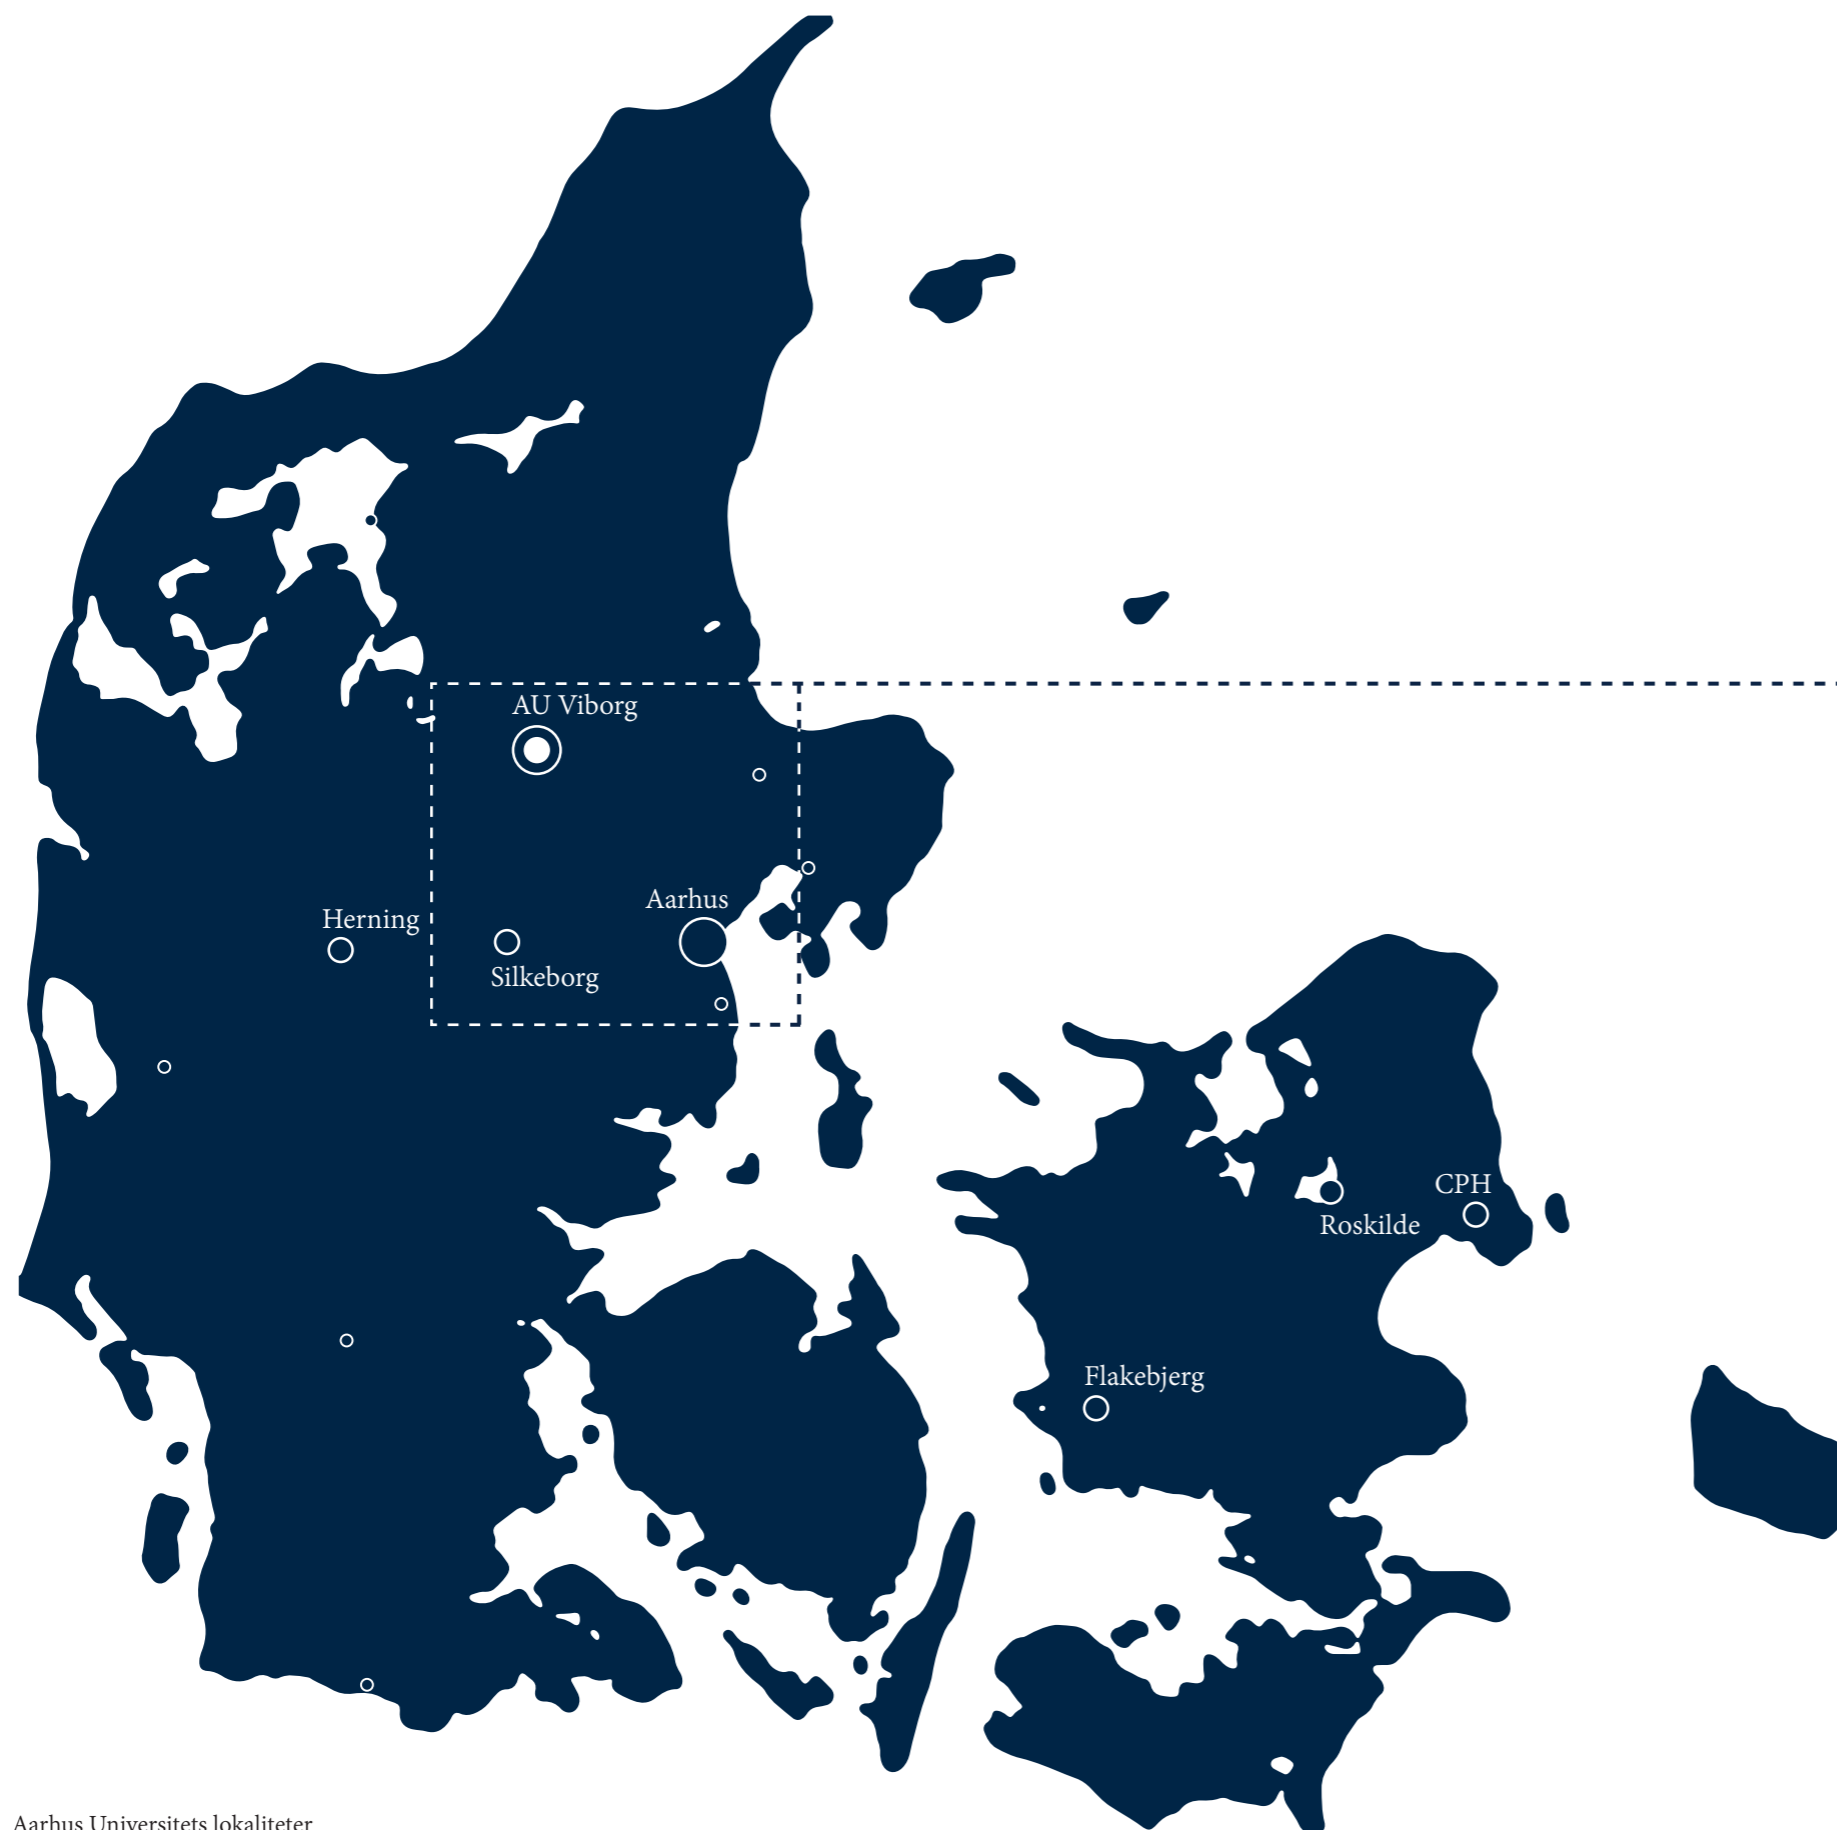 AU Viborg
Aarhus
Herning
Silkeborg
CPH
Roskilde
Flakebjerg
Aarhus Universitets lokaliteter